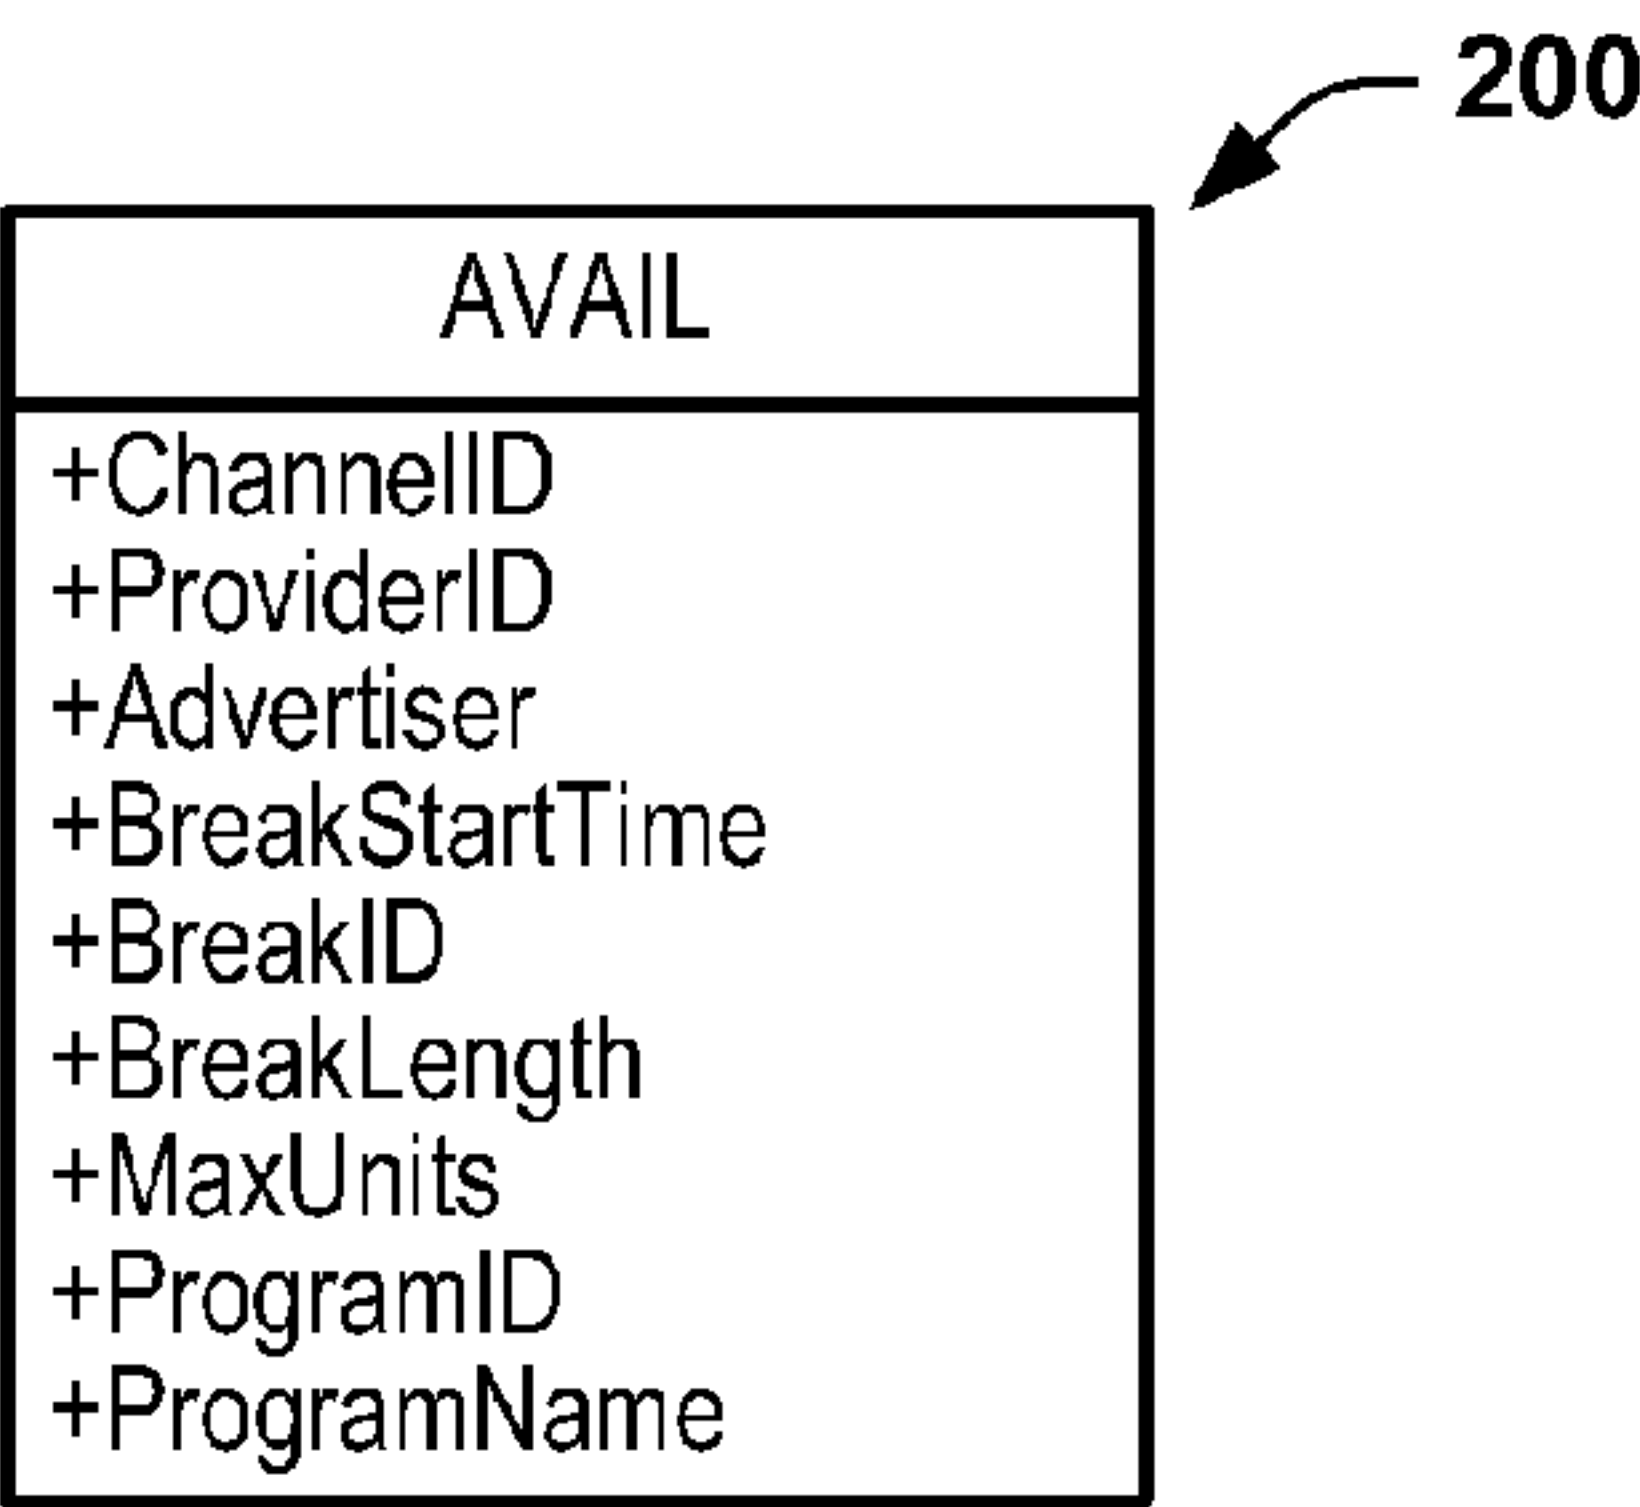 200
AVAIL
+ChannelID
+ProviderID
+Advertiser
+BreakStartTime
+BreakID
+BreakLength
+MaxUnits
+ProgramID
+ProgramName